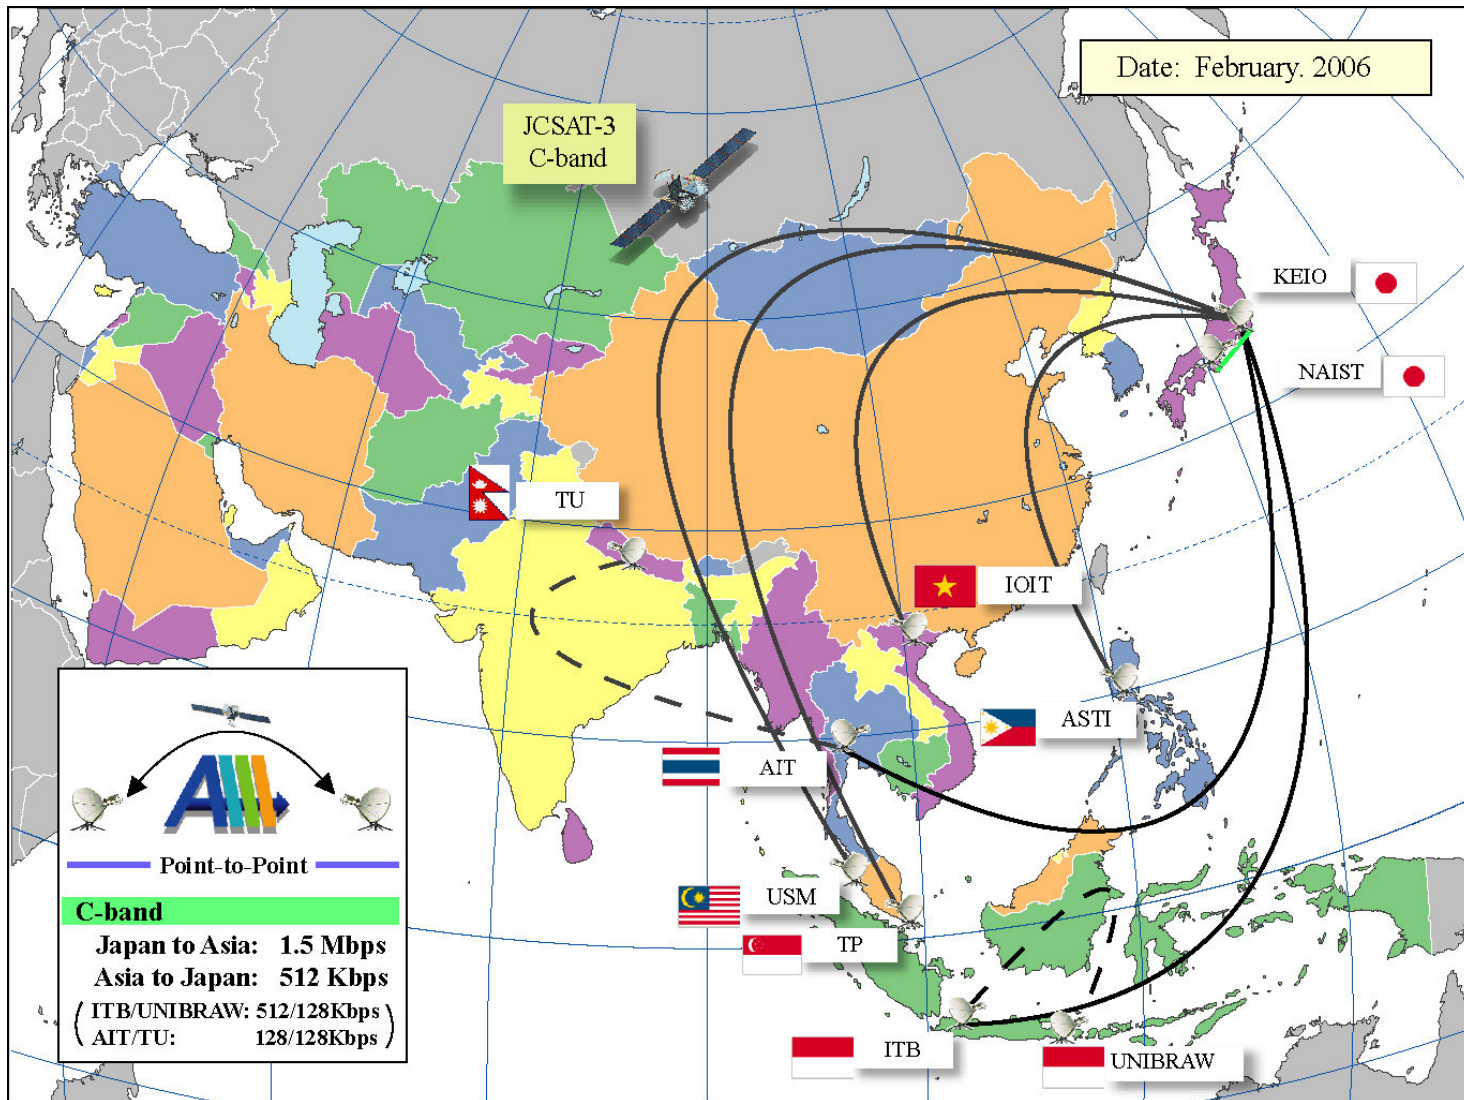 Date: February. 2006
JCSAT-3
C-band
KEIO
NAIST
TU
IOIT
ASTI
AIT
USM
TP
ITB
UNIBRAW
AIII
Point-to-Point
C-band
Japan to Asia: 1.5 Mbps
Asia to Japan: 512 Kbps
( ITB/UNIBRAW: 512/128Kbps )
( AIT/TU: 128/128Kbps )